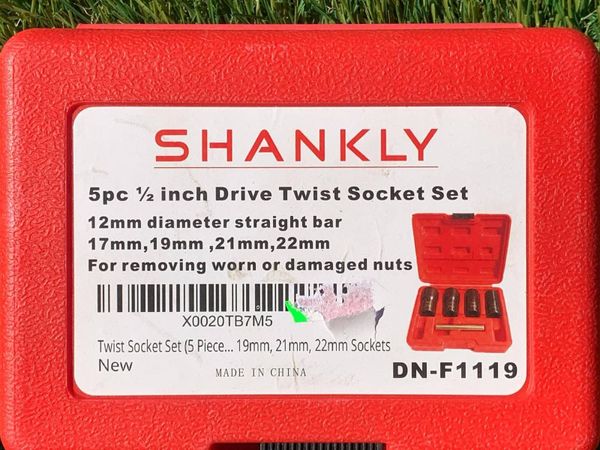 SHANKLY
5pc ½ inch Drive Twist Socket Set
12mm diameter straight bar
17mm,19mm ,21mm,22mm
For removing worn or damaged nuts
X0020TB7M5
Twist Socket Set (5 Piece... 19mm, 21mm, 22mm Sockets
New
MADE IN CHINA
DN-F1119